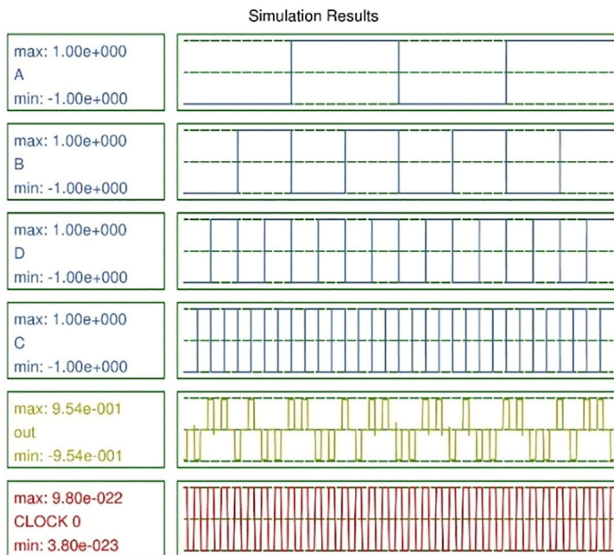 Simulation Results
max: 1.00e+000
A
min: -1.00e+000
max: 1.00e+000
B
min: -1.00e+000
max: 1.00e+000
D
min: -1.00e+000
max: 1.00e+000
C
min: -1.00e+000
max: 9.54e-001
out
min: -9.54e-001
max: 9.80e-022
CLOCK 0
min: 3.80e-023